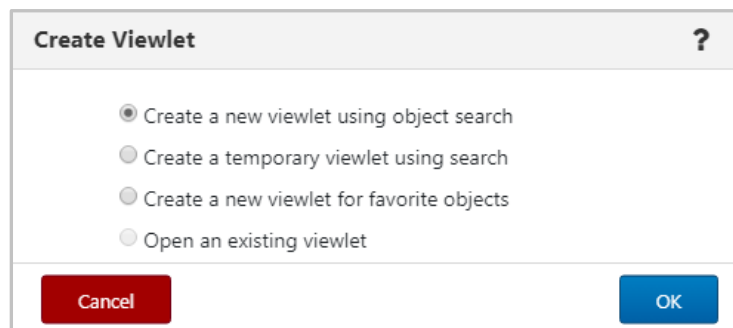 Create Viewlet ?
Create a new viewlet using object search
Create a temporary viewlet using search
Create a new viewlet for favorite objects
Open an existing viewlet
Cancel OK